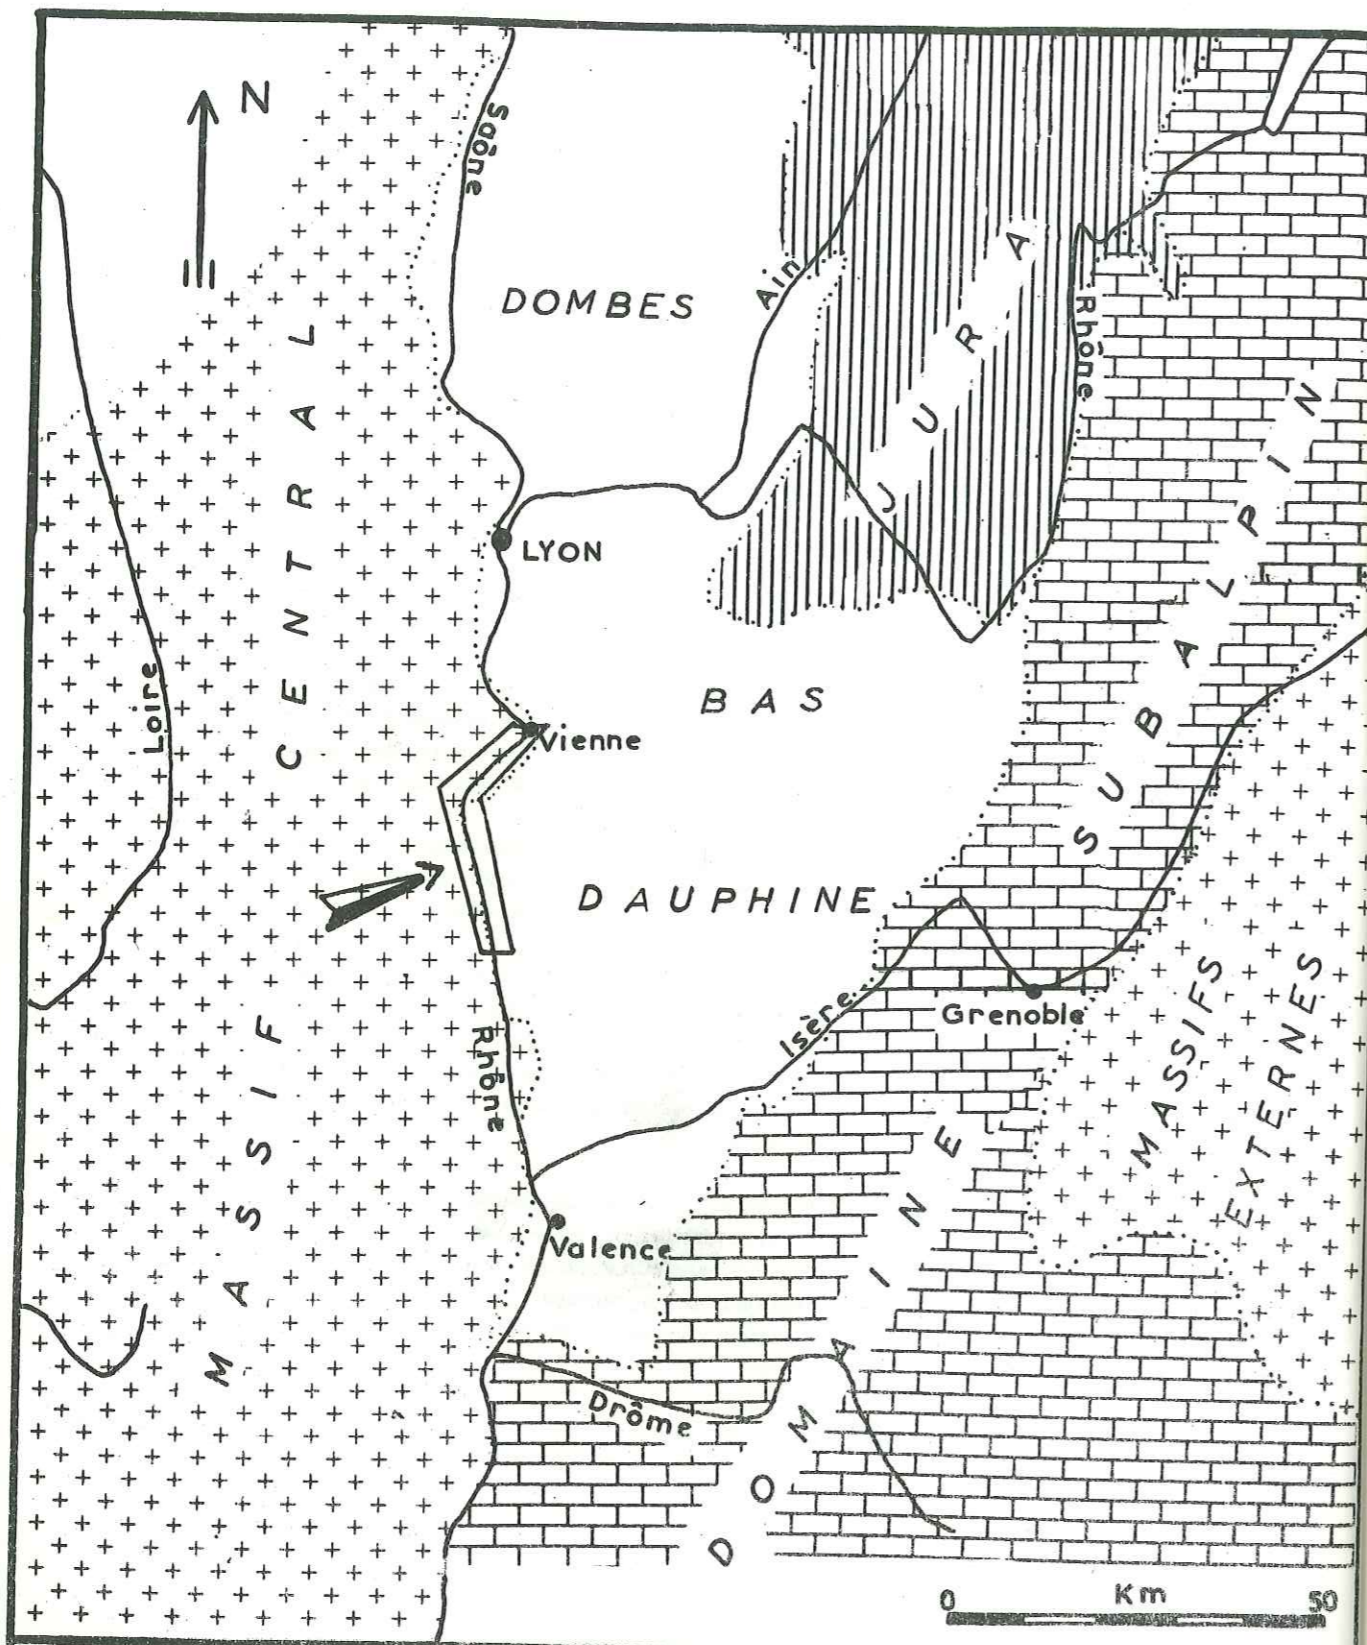 N
Saône
DOMBES
Ain
JURA
Rhône
LYON
Loire
BAS
Vienne
DAUPHINE
MASSIF CENTRAL
Isère
Grenoble
Rhône
MASSIFS
EXTERNES
Valence
Drôme
DOMAINE SUBALPIN
0 Km 50